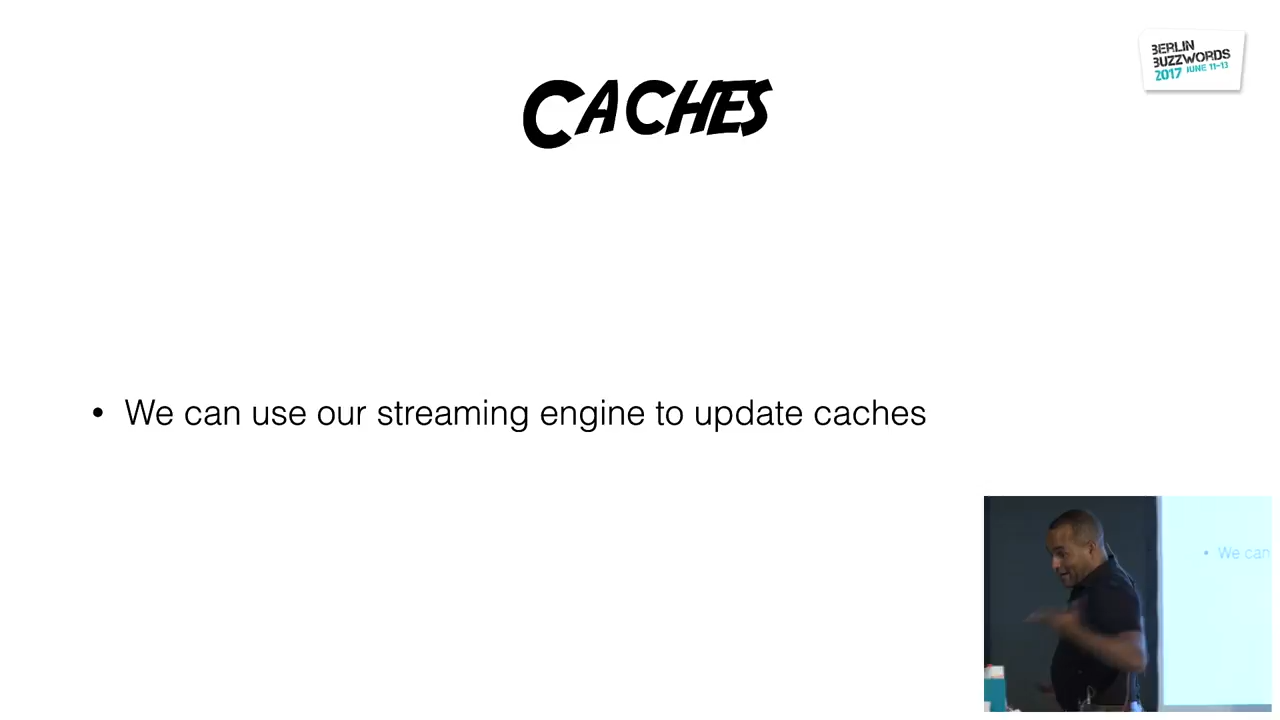 BERLIN
BUZZWORDS
2017 JUNE 11-13
CACHES
• We can use our streaming engine to update caches
• We can